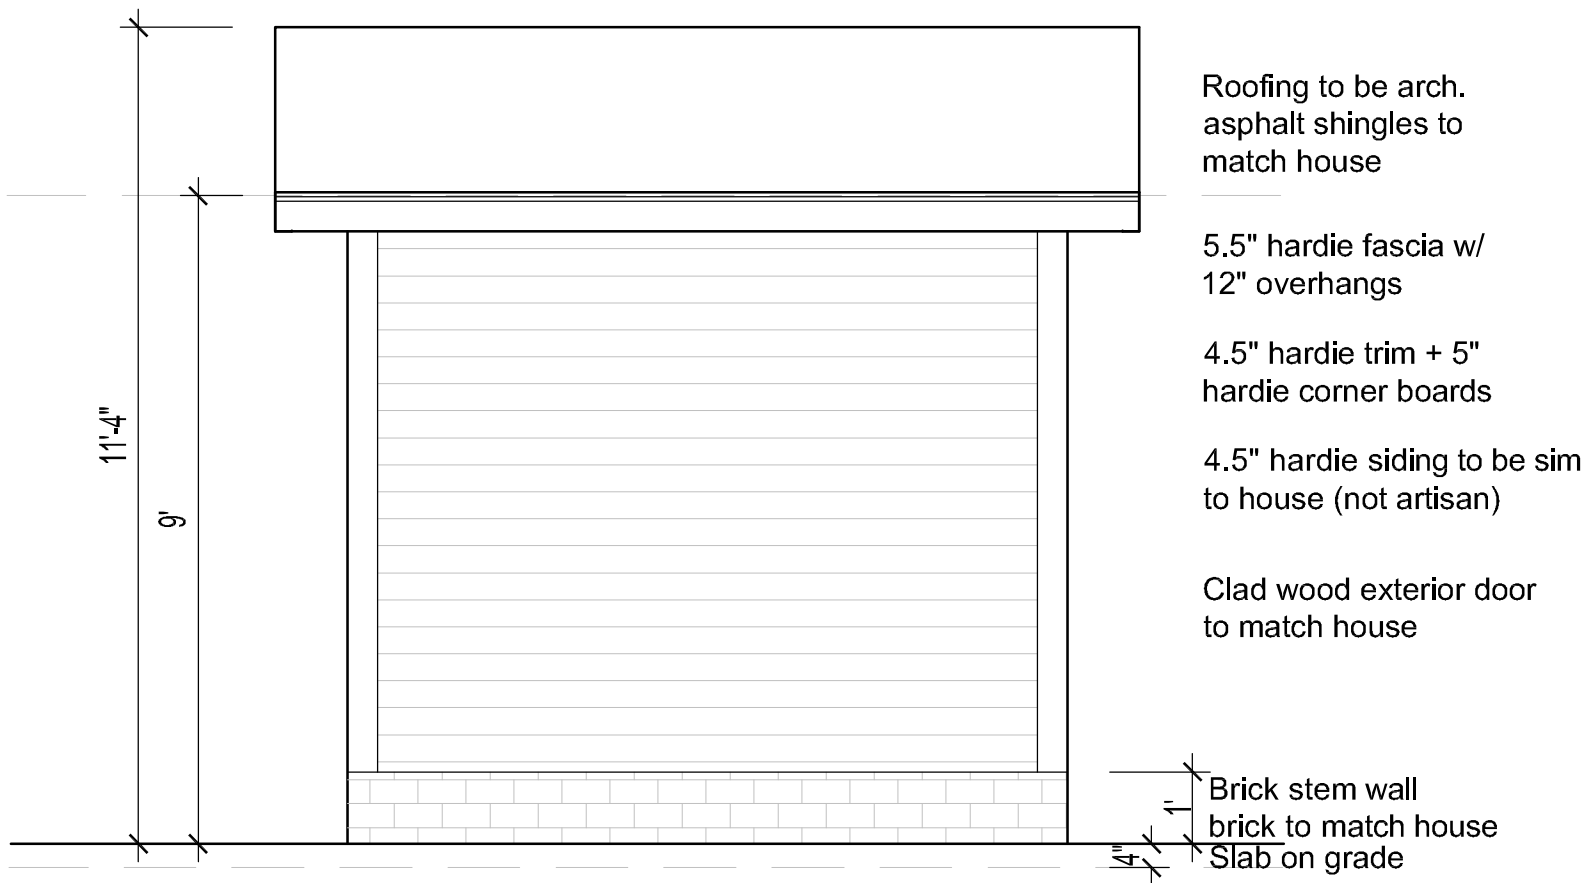 Roofing to be arch.
asphalt shingles to
match house
5.5" hardie fascia w/
12" overhangs
4.5" hardie trim + 5"
hardie corner boards
11'-4"
4.5" hardie siding to be sim
to house (not artisan)
9'
Clad wood exterior door
to match house
1'
Brick stem wall
brick to match house
4"
Slab on grade